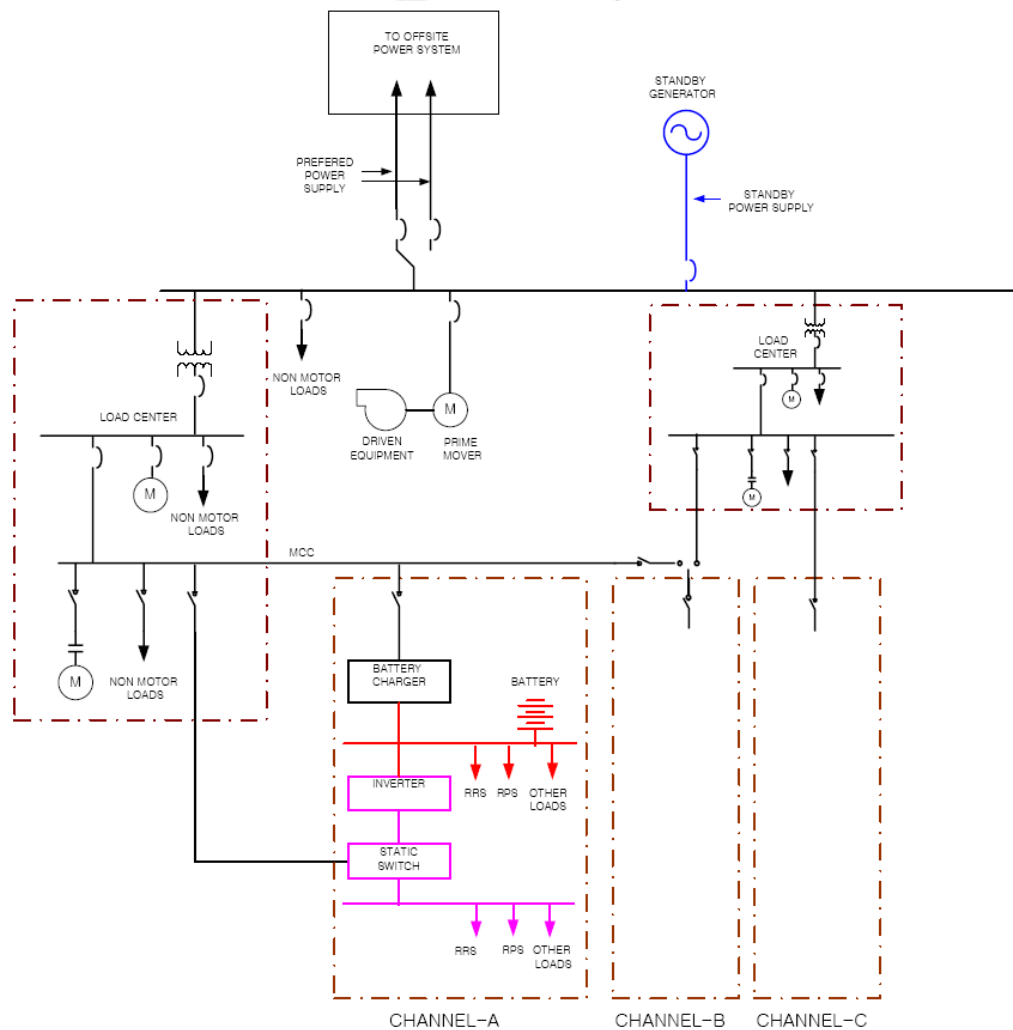 TO OFFSITE
POWER SYSTEM
STANDBY
GENERATOR
PREFERED
POWER
SUPPLY
STANDBY
POWER SUPPLY
LOAD
CENTER
NON MOTOR
LOADS
M
M
LOAD CENTER
DRIVEN
EQUIPMENT
PRIME
MOVER
M
M
NON MOTOR
LOADS
MCC
M
NON MOTOR
LOADS
BATTERY
CHARGER
BATTERY
INVERTER
RRS
RPS
OTHER
LOADS
STATIC
SWITCH
RRS
RPS
OTHER
LOADS
CHANNEL-A
CHANNEL-B
CHANNEL-C